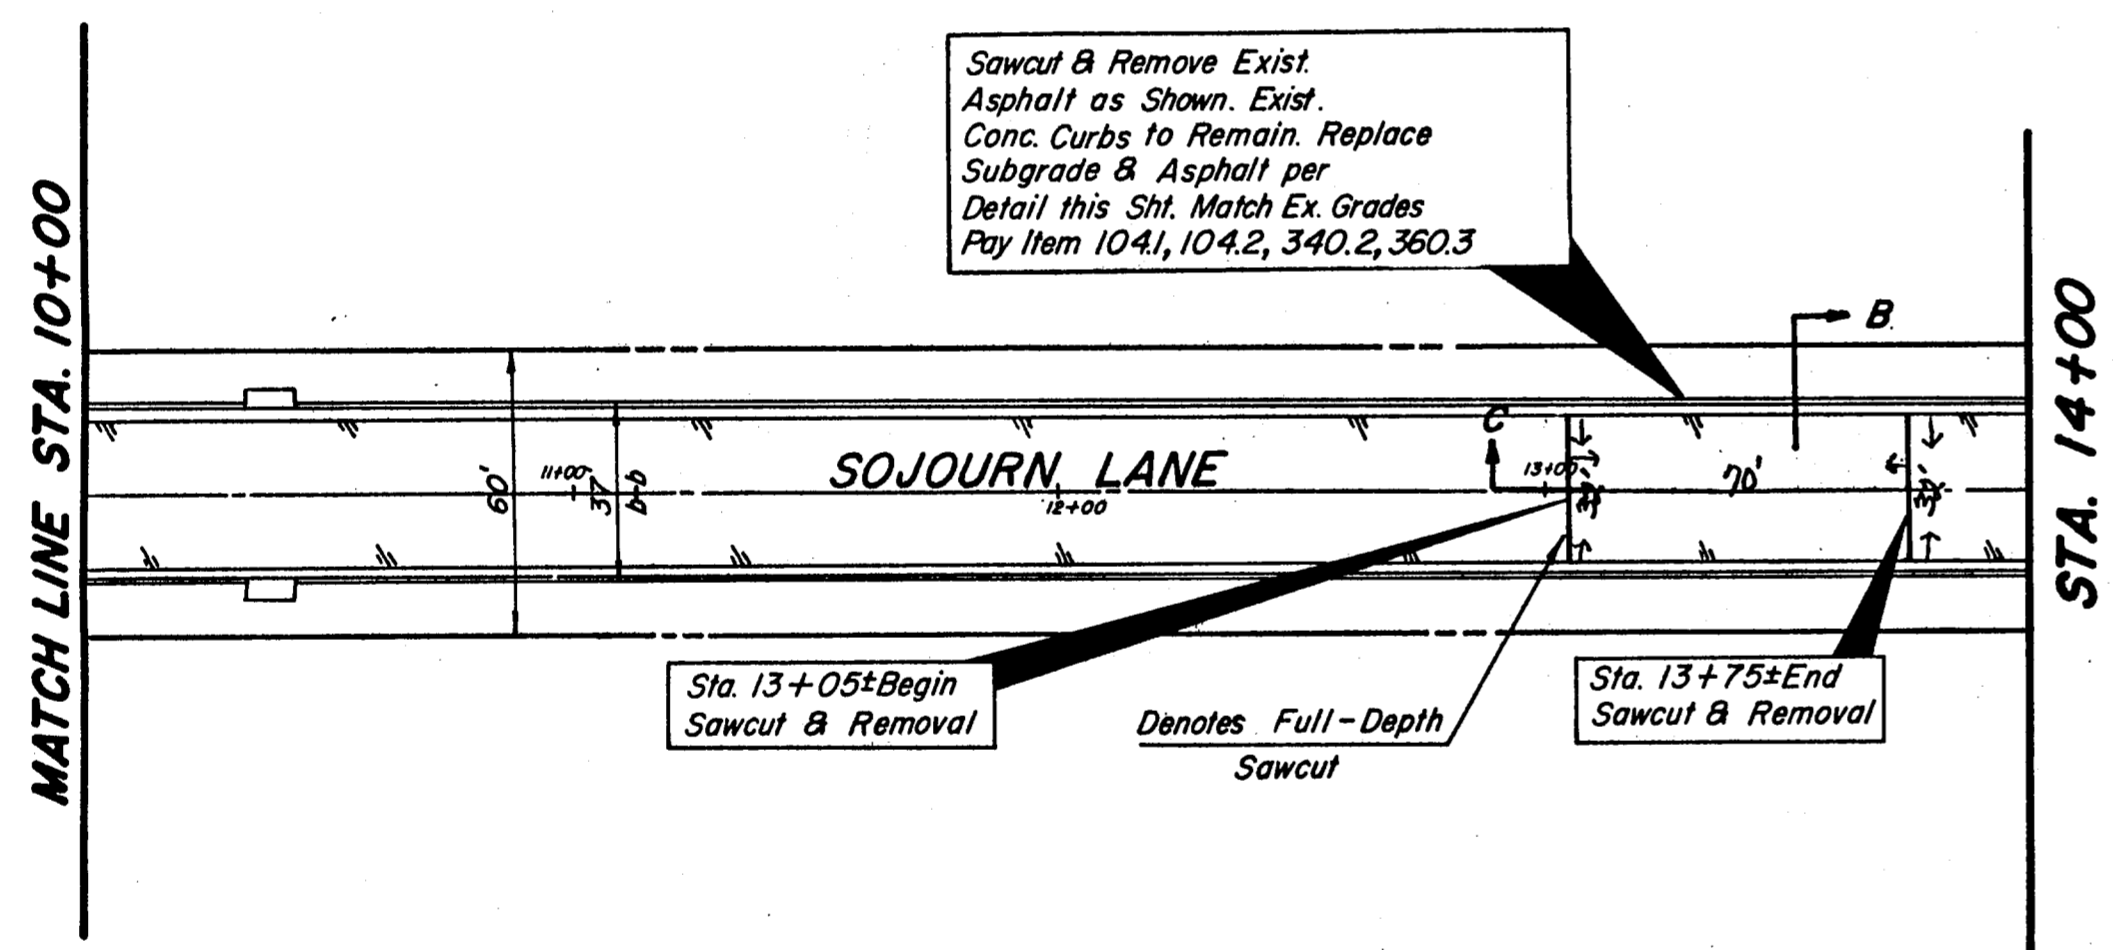 MATCH LINE STA. 10+00
Sawcut & Remove Exist.
Asphalt as Shown. Exist.
Conc. Curbs to Remain. Replace
Subgrade & Asphalt per
Detail this Sht. Match Ex. Grades
Pay Item 104.1, 104.2, 340.2, 360.3
B
C
60'
11+00
37'
b-b
SOJOURN LANE
12+00
13+00
70'
STA. 14+00
Sta. 13+05±Begin
Sawcut & Removal
Denotes Full-Depth
Sawcut
Sta. 13+75±End
Sawcut & Removal